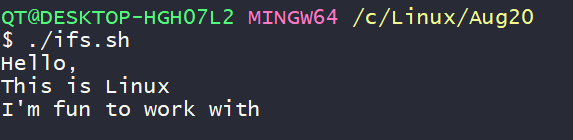 QT@DESKTOP-HGH07L2 MINGW64 /c/Linux/Aug20
$ ./ifs.sh
Hello,
This is Linux
I'm fun to work with